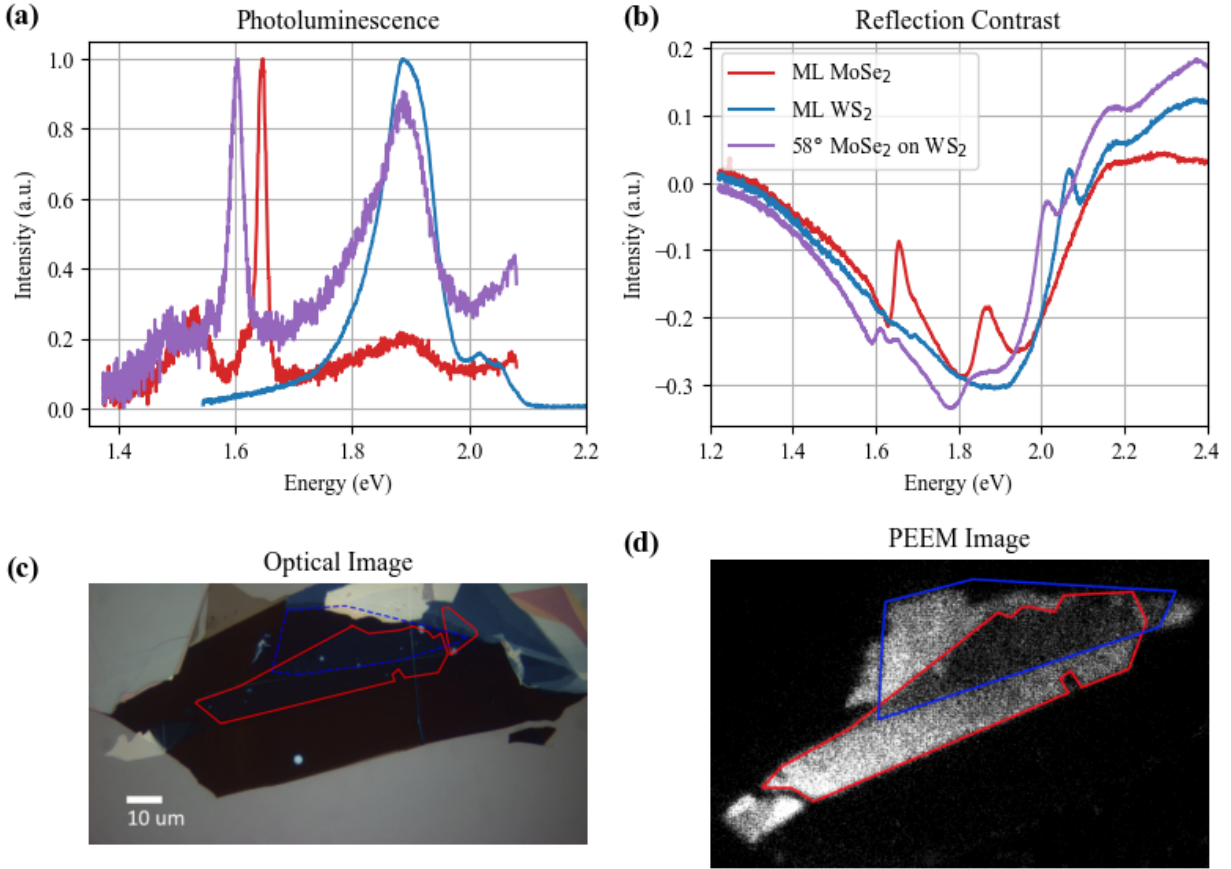 (a)
Photoluminescence
1.0
0.8
0.6
0.4
0.2
0.0
Intensity (a.u.)
1.4 1.6 1.8 2.0 2.2
Energy (eV)
(b)
Reflection Contrast
0.2
0.1
0.0
−0.1
−0.2
−0.3
Intensity (a.u.)
ML MoSe₂
ML WS₂
58° MoSe₂ on WS₂
1.2 1.4 1.6 1.8 2.0 2.2 2.4
Energy (eV)
(c)
Optical Image
10 um
(d)
PEEM Image